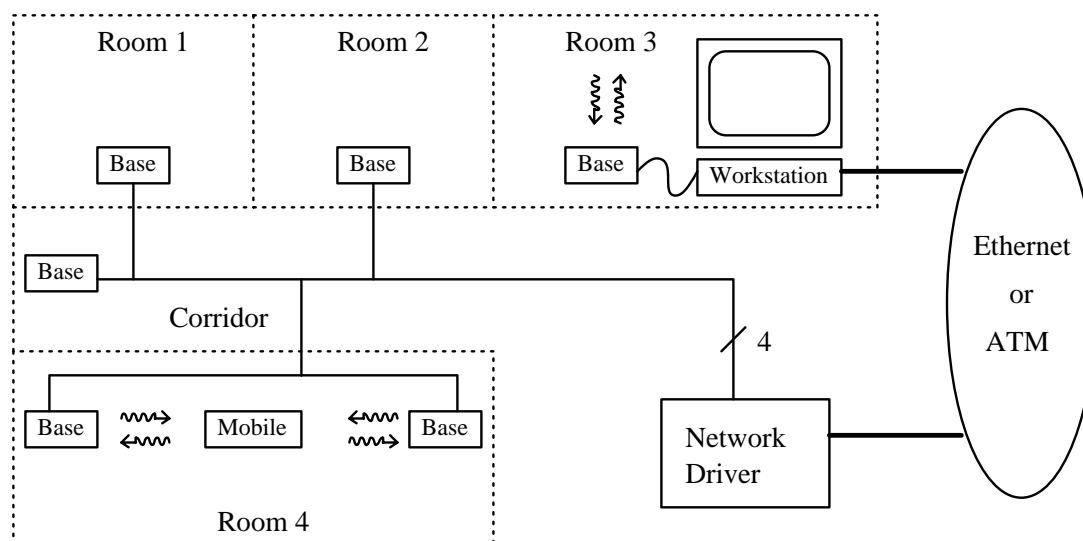 Room 1
Room 2
Room 3
Base
Base
Base
Workstation
Base
Corridor
Ethernet
or
ATM
4
Base
Mobile
Base
Network
Driver
Room 4